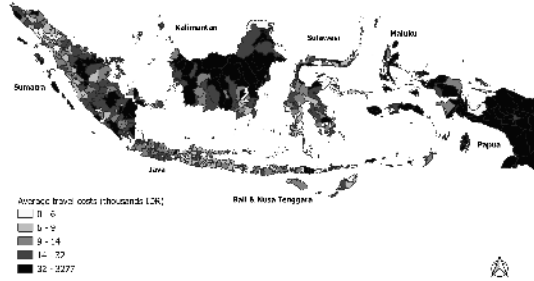 Kalimantan
Sulawesi
Maluku
Sumatra
Papua
Java
Bali & Nusa Tenggara
Average travel costs (thousands IDR)
0 - 6
6 - 9
9 - 14
14 - 32
32 - 3277